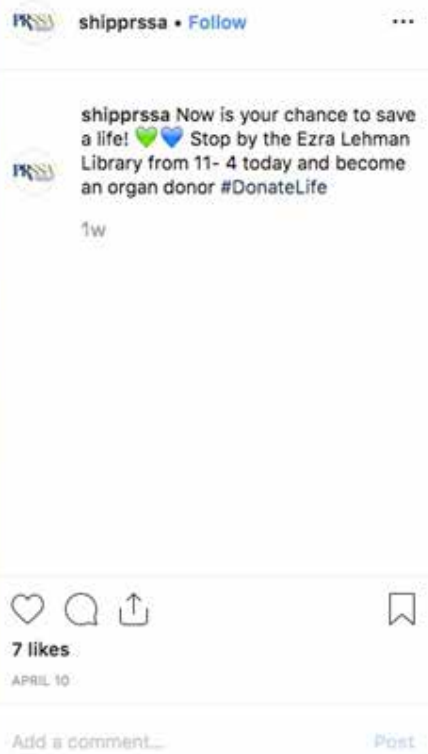 PRSSA shipprssa • Follow
shipprssa Now is your chance to save
a life! 💚💙 Stop by the Ezra Lehman
PRSSA Library from 11- 4 today and become
an organ donor #DonateLife
1w
7 likes
APRIL 10
Add a comment... Post